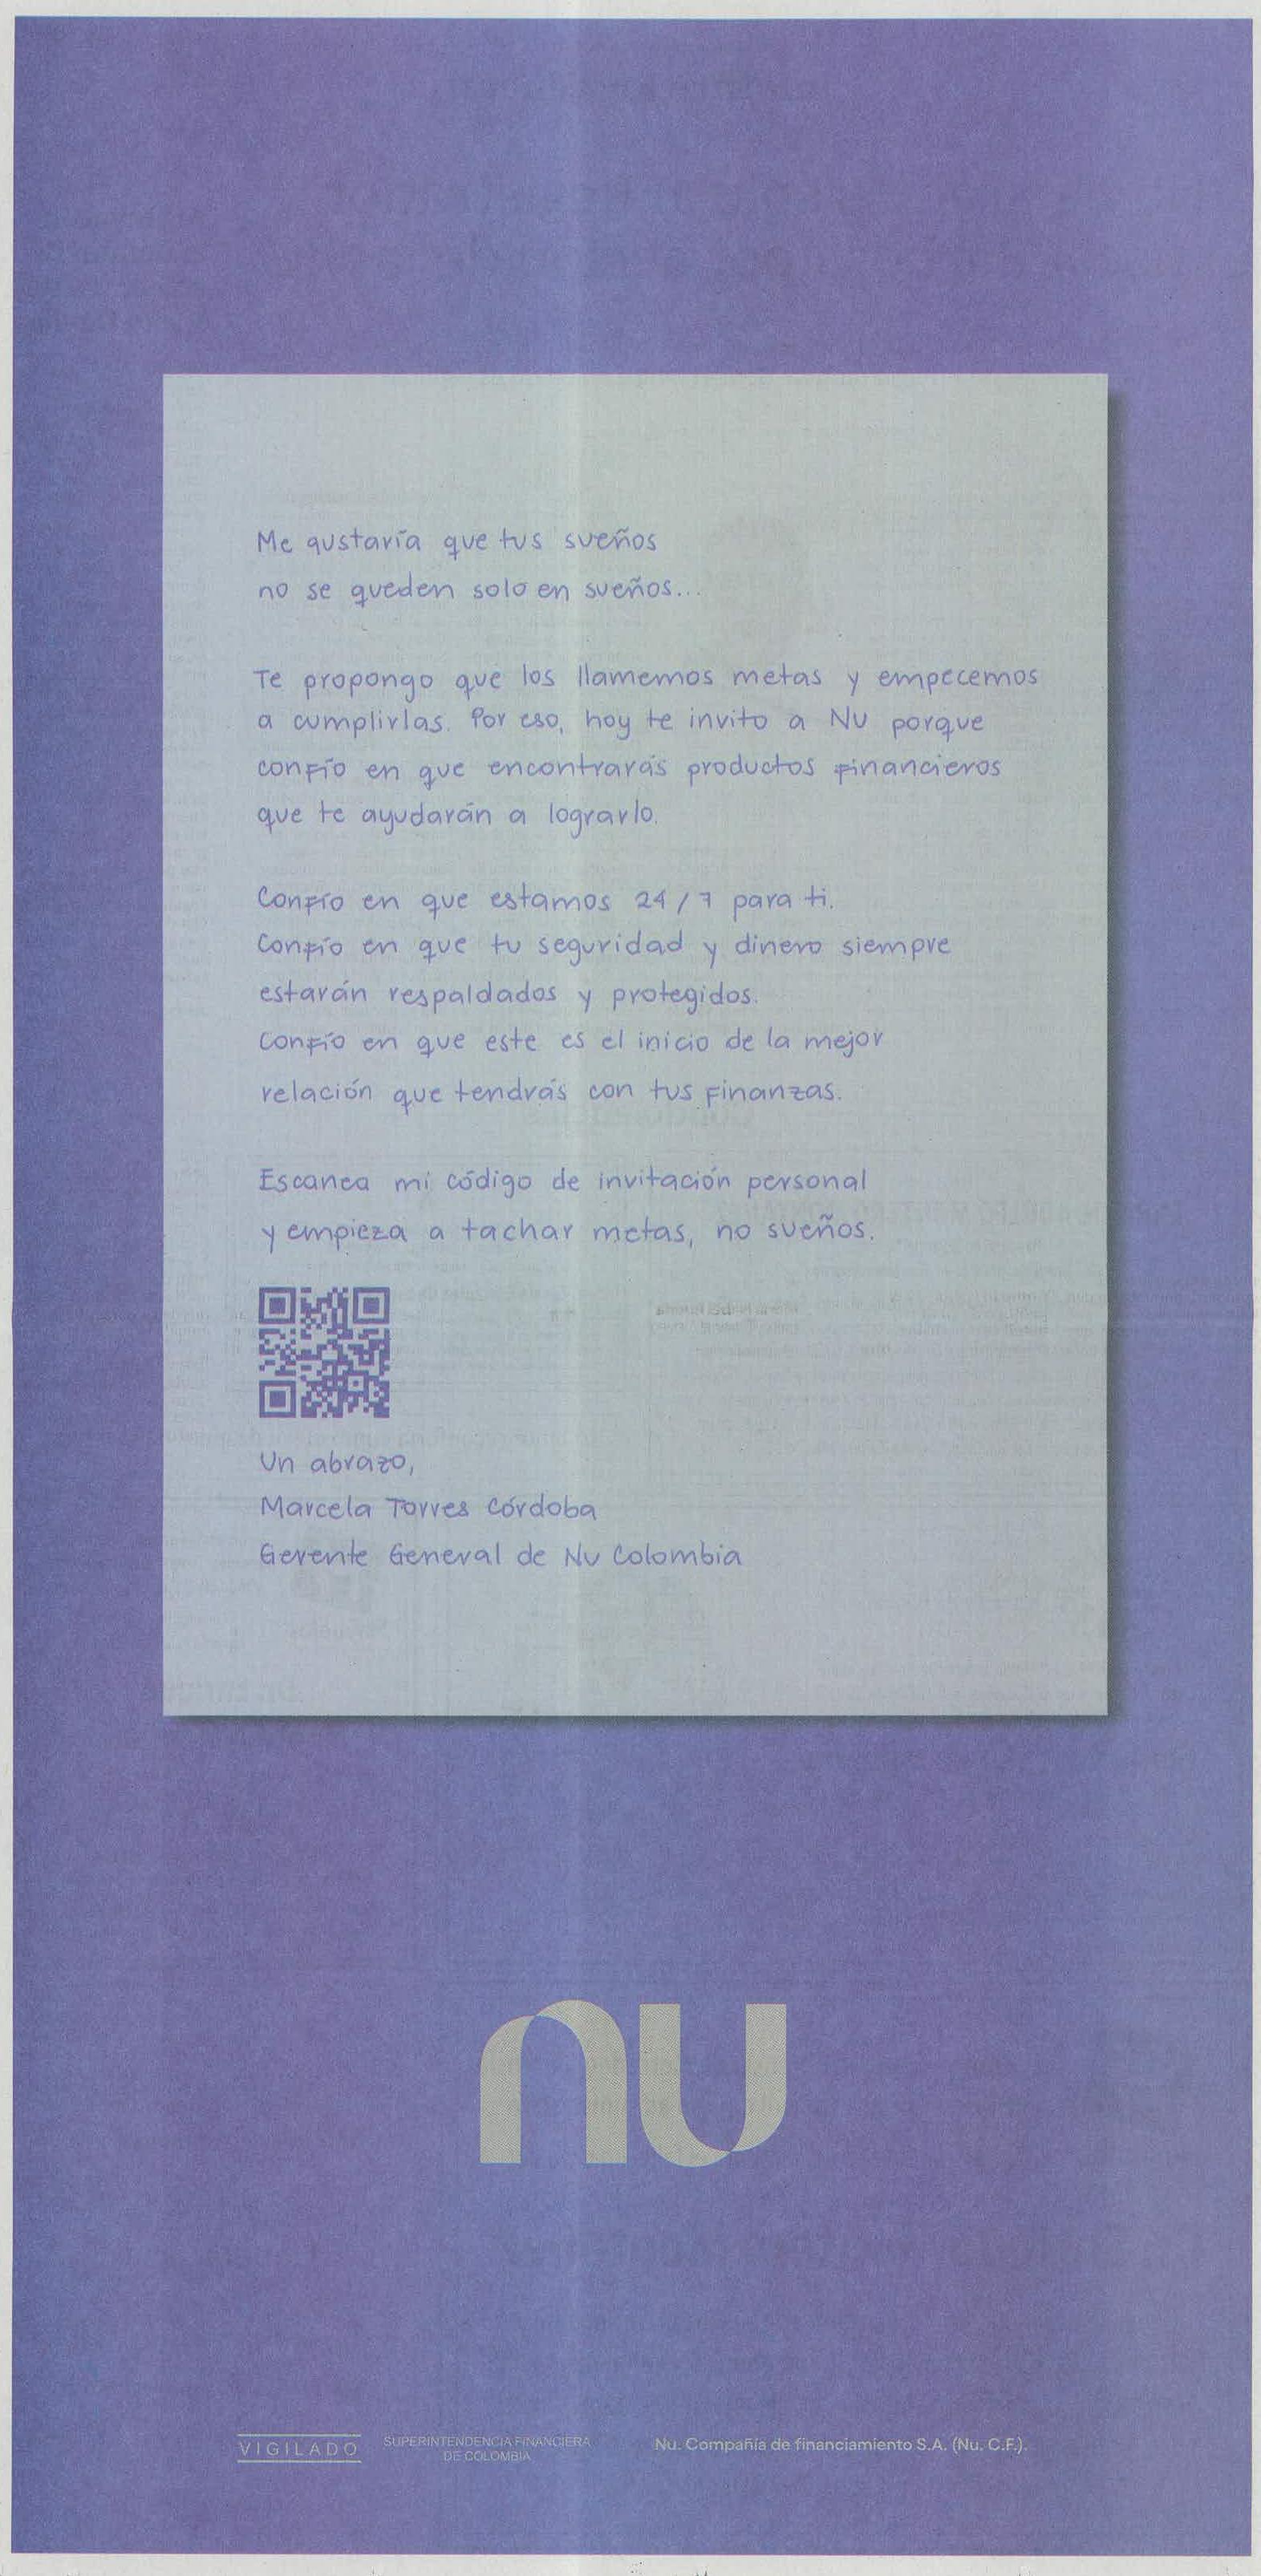 Me gustaría que tus sueños
no se queden solo en sueños...
Te propongo que los llamemos metas y empecemos
a cumplirlas. Por eso, hoy te invito a Nu porque
confío en que encontrarás productos financieros
que te ayudarán a lograrlo.
Confío en que estamos 24/7 para ti.
Confío en que tu seguridad y dinero siempre
estarán respaldados y protegidos.
Confío en que este es el inicio de la mejor
relación que tendrás con tus finanzas.
Escanea mi código de invitación personal
y empieza a tachar metas, no sueños.
Un abrazo,
Marcela Torres Córdoba
Gerente General de Nu Colombia
nu
VIGILADO SUPERINTENDENCIA FINANCIERA
DE COLOMBIA
Nu. Compañía de financiamiento S.A. (Nu. C.F.).